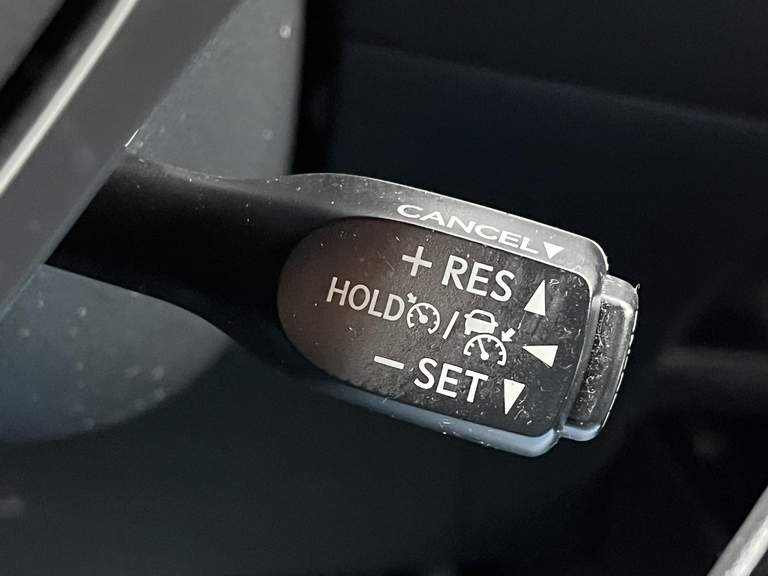 CANCEL▼
+ RES ▲
HOLD / ◀
− SET ▼